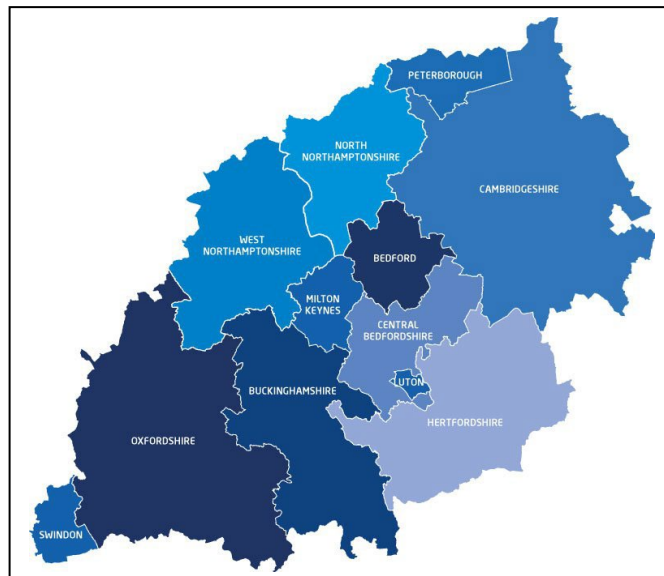 PETERBOROUGH
NORTH
NORTHAMPTONSHIRE
CAMBRIDGESHIRE
WEST
NORTHAMPTONSHIRE
BEDFORD
MILTON
KEYNES
CENTRAL
BEDFORDSHIRE
LUTON
BUCKINGHAMSHIRE
HERTFORDSHIRE
OXFORDSHIRE
SWINDON